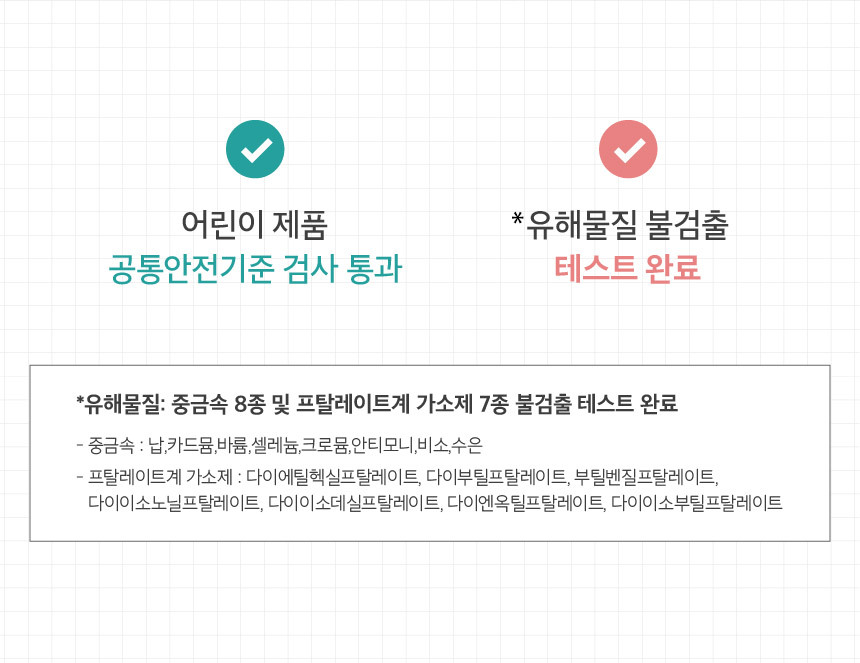 어린이 제품
공통안전기준 검사 통과
*유해물질 불검출
테스트 완료
*유해물질: 중금속 8종 및 프탈레이트계 가소제 7종 불검출 테스트 완료
- 중금속 : 납,카드뮴,바륨,셀레늄,크로뮴,안티모니,비소,수은
- 프탈레이트계 가소제 : 다이에틸헥실프탈레이트, 다이부틸프탈레이트, 부틸벤질프탈레이트,
다이이소노닐프탈레이트, 다이이소데실프탈레이트, 다이엔옥틸프탈레이트, 다이이소부틸프탈레이트